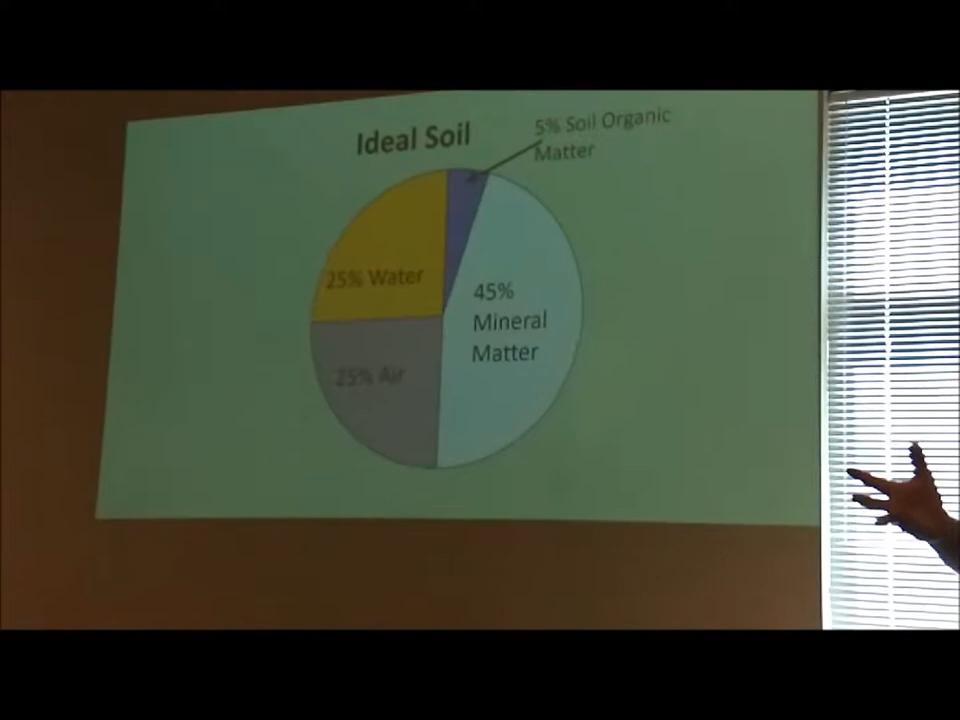 Ideal Soil
5% Soil Organic
Matter
25% Water
45%
Mineral
Matter
25% Air